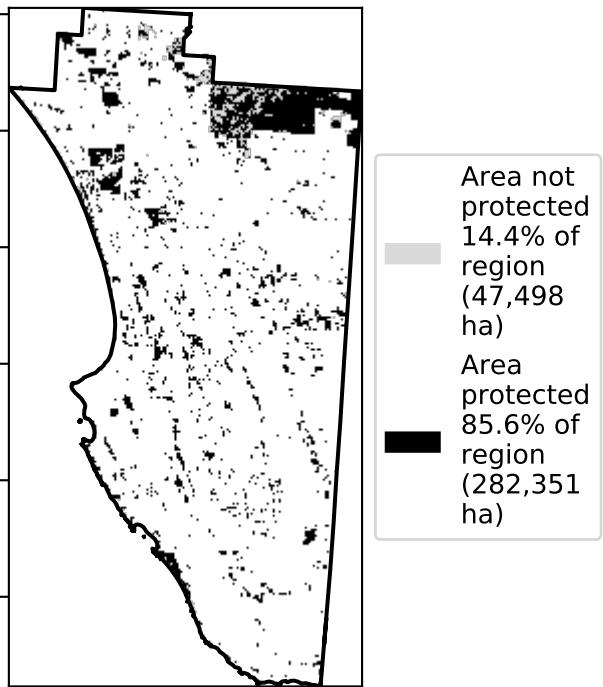 Area not
protected
14.4% of
region
(47,498
ha)
Area
protected
85.6% of
region
(282,351
ha)